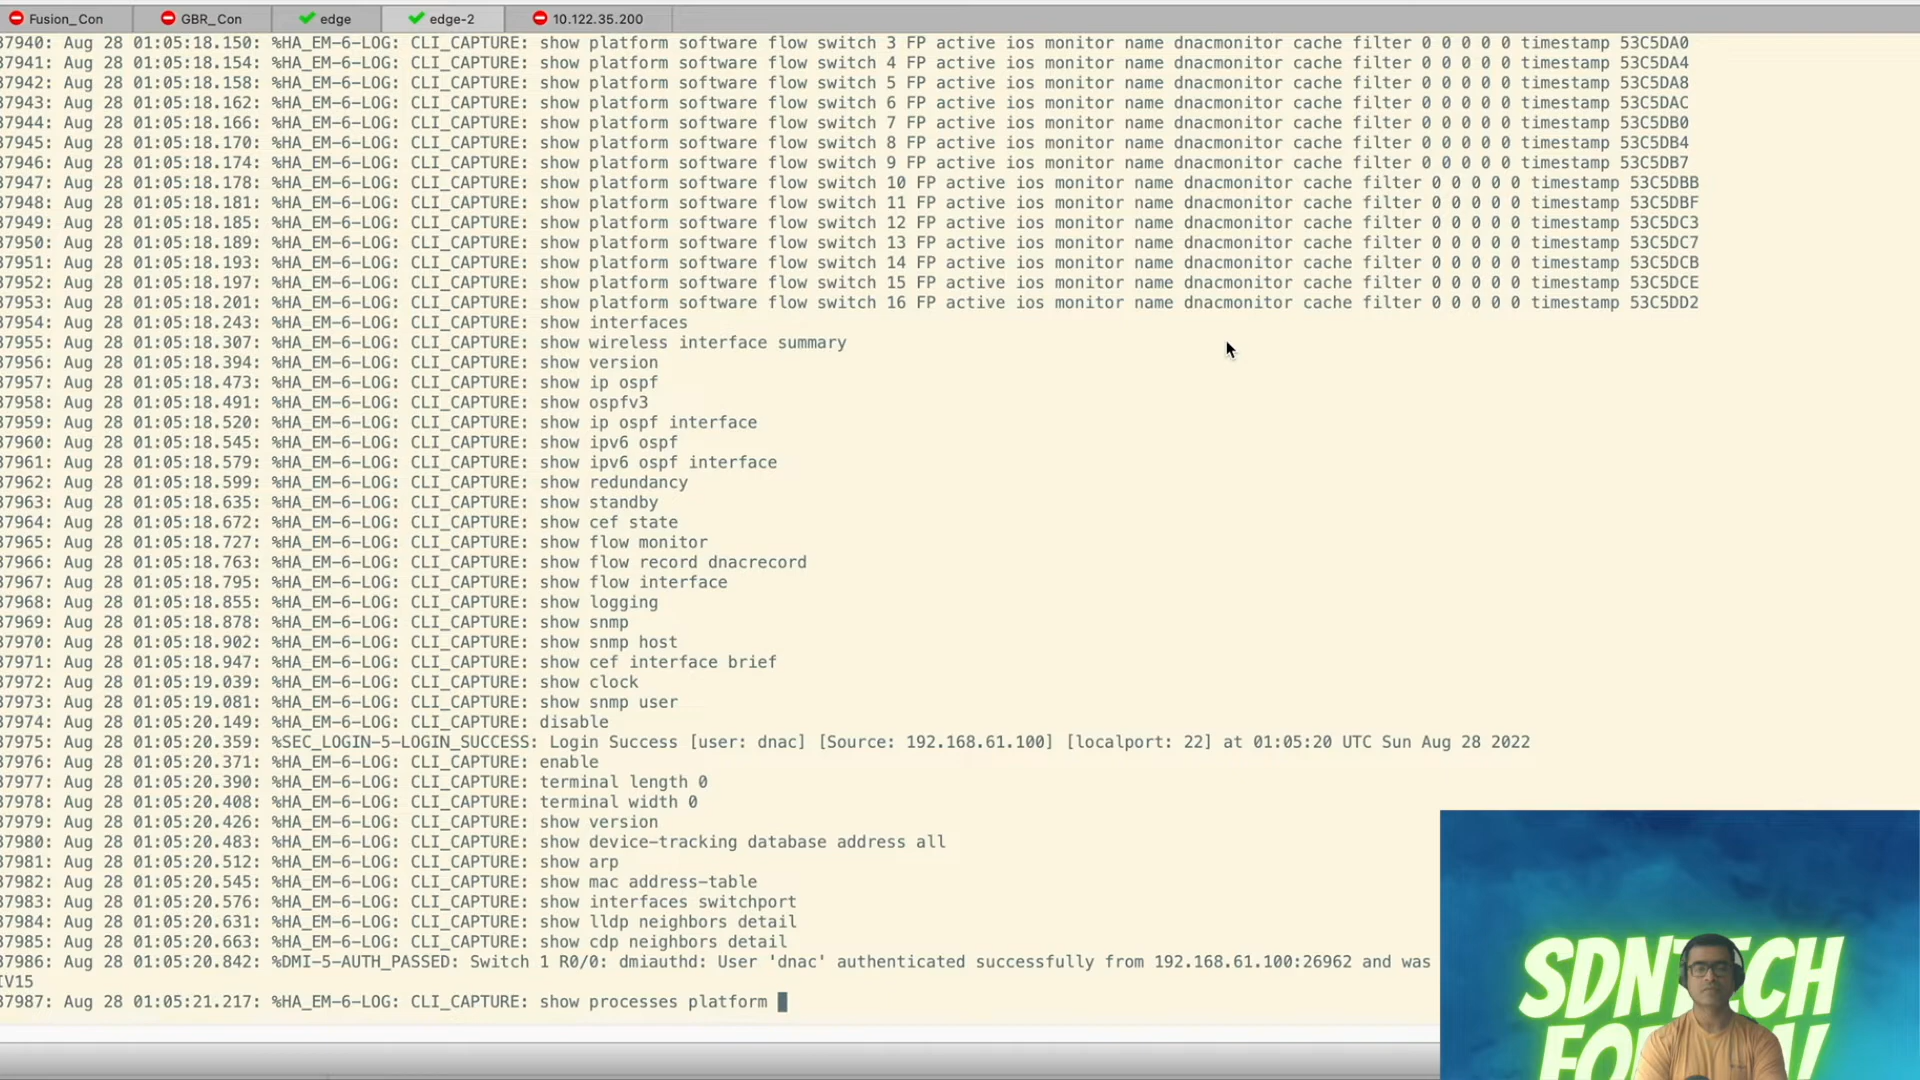 Fusion_Con GBR_Con edge edge-2 10.122.35.200
37940: Aug 28 01:05:18.150: %HA_EM-6-LOG: CLI_CAPTURE: show platform software flow switch 3 FP active ios monitor name dnacmonitor cache filter 0 0 0 0 0 timestamp 53C5DA0
37941: Aug 28 01:05:18.154: %HA_EM-6-LOG: CLI_CAPTURE: show platform software flow switch 4 FP active ios monitor name dnacmonitor cache filter 0 0 0 0 0 timestamp 53C5DA4
37942: Aug 28 01:05:18.158: %HA_EM-6-LOG: CLI_CAPTURE: show platform software flow switch 5 FP active ios monitor name dnacmonitor cache filter 0 0 0 0 0 timestamp 53C5DA8
37943: Aug 28 01:05:18.162: %HA_EM-6-LOG: CLI_CAPTURE: show platform software flow switch 6 FP active ios monitor name dnacmonitor cache filter 0 0 0 0 0 timestamp 53C5DAC
37944: Aug 28 01:05:18.166: %HA_EM-6-LOG: CLI_CAPTURE: show platform software flow switch 7 FP active ios monitor name dnacmonitor cache filter 0 0 0 0 0 timestamp 53C5DB0
37945: Aug 28 01:05:18.170: %HA_EM-6-LOG: CLI_CAPTURE: show platform software flow switch 8 FP active ios monitor name dnacmonitor cache filter 0 0 0 0 0 timestamp 53C5DB4
37946: Aug 28 01:05:18.174: %HA_EM-6-LOG: CLI_CAPTURE: show platform software flow switch 9 FP active ios monitor name dnacmonitor cache filter 0 0 0 0 0 timestamp 53C5DB7
37947: Aug 28 01:05:18.178: %HA_EM-6-LOG: CLI_CAPTURE: show platform software flow switch 10 FP active ios monitor name dnacmonitor cache filter 0 0 0 0 0 timestamp 53C5DBB
37948: Aug 28 01:05:18.181: %HA_EM-6-LOG: CLI_CAPTURE: show platform software flow switch 11 FP active ios monitor name dnacmonitor cache filter 0 0 0 0 0 timestamp 53C5DBF
37949: Aug 28 01:05:18.185: %HA_EM-6-LOG: CLI_CAPTURE: show platform software flow switch 12 FP active ios monitor name dnacmonitor cache filter 0 0 0 0 0 timestamp 53C5DC3
37950: Aug 28 01:05:18.189: %HA_EM-6-LOG: CLI_CAPTURE: show platform software flow switch 13 FP active ios monitor name dnacmonitor cache filter 0 0 0 0 0 timestamp 53C5DC7
37951: Aug 28 01:05:18.193: %HA_EM-6-LOG: CLI_CAPTURE: show platform software flow switch 14 FP active ios monitor name dnacmonitor cache filter 0 0 0 0 0 timestamp 53C5DCB
37952: Aug 28 01:05:18.197: %HA_EM-6-LOG: CLI_CAPTURE: show platform software flow switch 15 FP active ios monitor name dnacmonitor cache filter 0 0 0 0 0 timestamp 53C5DCE
37953: Aug 28 01:05:18.201: %HA_EM-6-LOG: CLI_CAPTURE: show platform software flow switch 16 FP active ios monitor name dnacmonitor cache filter 0 0 0 0 0 timestamp 53C5DD2
37954: Aug 28 01:05:18.243: %HA_EM-6-LOG: CLI_CAPTURE: show interfaces
37955: Aug 28 01:05:18.307: %HA_EM-6-LOG: CLI_CAPTURE: show wireless interface summary
37956: Aug 28 01:05:18.394: %HA_EM-6-LOG: CLI_CAPTURE: show version
37957: Aug 28 01:05:18.473: %HA_EM-6-LOG: CLI_CAPTURE: show ip ospf
37958: Aug 28 01:05:18.491: %HA_EM-6-LOG: CLI_CAPTURE: show ospfv3
37959: Aug 28 01:05:18.520: %HA_EM-6-LOG: CLI_CAPTURE: show ip ospf interface
37960: Aug 28 01:05:18.545: %HA_EM-6-LOG: CLI_CAPTURE: show ipv6 ospf
37961: Aug 28 01:05:18.579: %HA_EM-6-LOG: CLI_CAPTURE: show ipv6 ospf interface
37962: Aug 28 01:05:18.599: %HA_EM-6-LOG: CLI_CAPTURE: show redundancy
37963: Aug 28 01:05:18.635: %HA_EM-6-LOG: CLI_CAPTURE: show standby
37964: Aug 28 01:05:18.672: %HA_EM-6-LOG: CLI_CAPTURE: show cef state
37965: Aug 28 01:05:18.727: %HA_EM-6-LOG: CLI_CAPTURE: show flow monitor
37966: Aug 28 01:05:18.763: %HA_EM-6-LOG: CLI_CAPTURE: show flow record dnacrecord
37967: Aug 28 01:05:18.795: %HA_EM-6-LOG: CLI_CAPTURE: show flow interface
37968: Aug 28 01:05:18.855: %HA_EM-6-LOG: CLI_CAPTURE: show logging
37969: Aug 28 01:05:18.878: %HA_EM-6-LOG: CLI_CAPTURE: show snmp
37970: Aug 28 01:05:18.902: %HA_EM-6-LOG: CLI_CAPTURE: show snmp host
37971: Aug 28 01:05:18.947: %HA_EM-6-LOG: CLI_CAPTURE: show cef interface brief
37972: Aug 28 01:05:19.039: %HA_EM-6-LOG: CLI_CAPTURE: show clock
37973: Aug 28 01:05:19.081: %HA_EM-6-LOG: CLI_CAPTURE: show snmp user
37974: Aug 28 01:05:20.149: %HA_EM-6-LOG: CLI_CAPTURE: disable
37975: Aug 28 01:05:20.359: %SEC_LOGIN-5-LOGIN_SUCCESS: Login Success [user: dnac] [Source: 192.168.61.100] [localport: 22] at 01:05:20 UTC Sun Aug 28 2022
37976: Aug 28 01:05:20.371: %HA_EM-6-LOG: CLI_CAPTURE: enable
37977: Aug 28 01:05:20.390: %HA_EM-6-LOG: CLI_CAPTURE: terminal length 0
37978: Aug 28 01:05:20.408: %HA_EM-6-LOG: CLI_CAPTURE: terminal width 0
37979: Aug 28 01:05:20.426: %HA_EM-6-LOG: CLI_CAPTURE: show version
37980: Aug 28 01:05:20.483: %HA_EM-6-LOG: CLI_CAPTURE: show device-tracking database address all
37981: Aug 28 01:05:20.512: %HA_EM-6-LOG: CLI_CAPTURE: show arp
37982: Aug 28 01:05:20.545: %HA_EM-6-LOG: CLI_CAPTURE: show mac address-table
37983: Aug 28 01:05:20.576: %HA_EM-6-LOG: CLI_CAPTURE: show interfaces switchport
37984: Aug 28 01:05:20.631: %HA_EM-6-LOG: CLI_CAPTURE: show lldp neighbors detail
37985: Aug 28 01:05:20.663: %HA_EM-6-LOG: CLI_CAPTURE: show cdp neighbors detail
37986: Aug 28 01:05:20.842: %DMI-5-AUTH_PASSED: Switch 1 R0/0: dmiauthd: User 'dnac' authenticated successfully from 192.168.61.100:26962 and was
IV15
37987: Aug 28 01:05:21.217: %HA_EM-6-LOG: CLI_CAPTURE: show processes platform